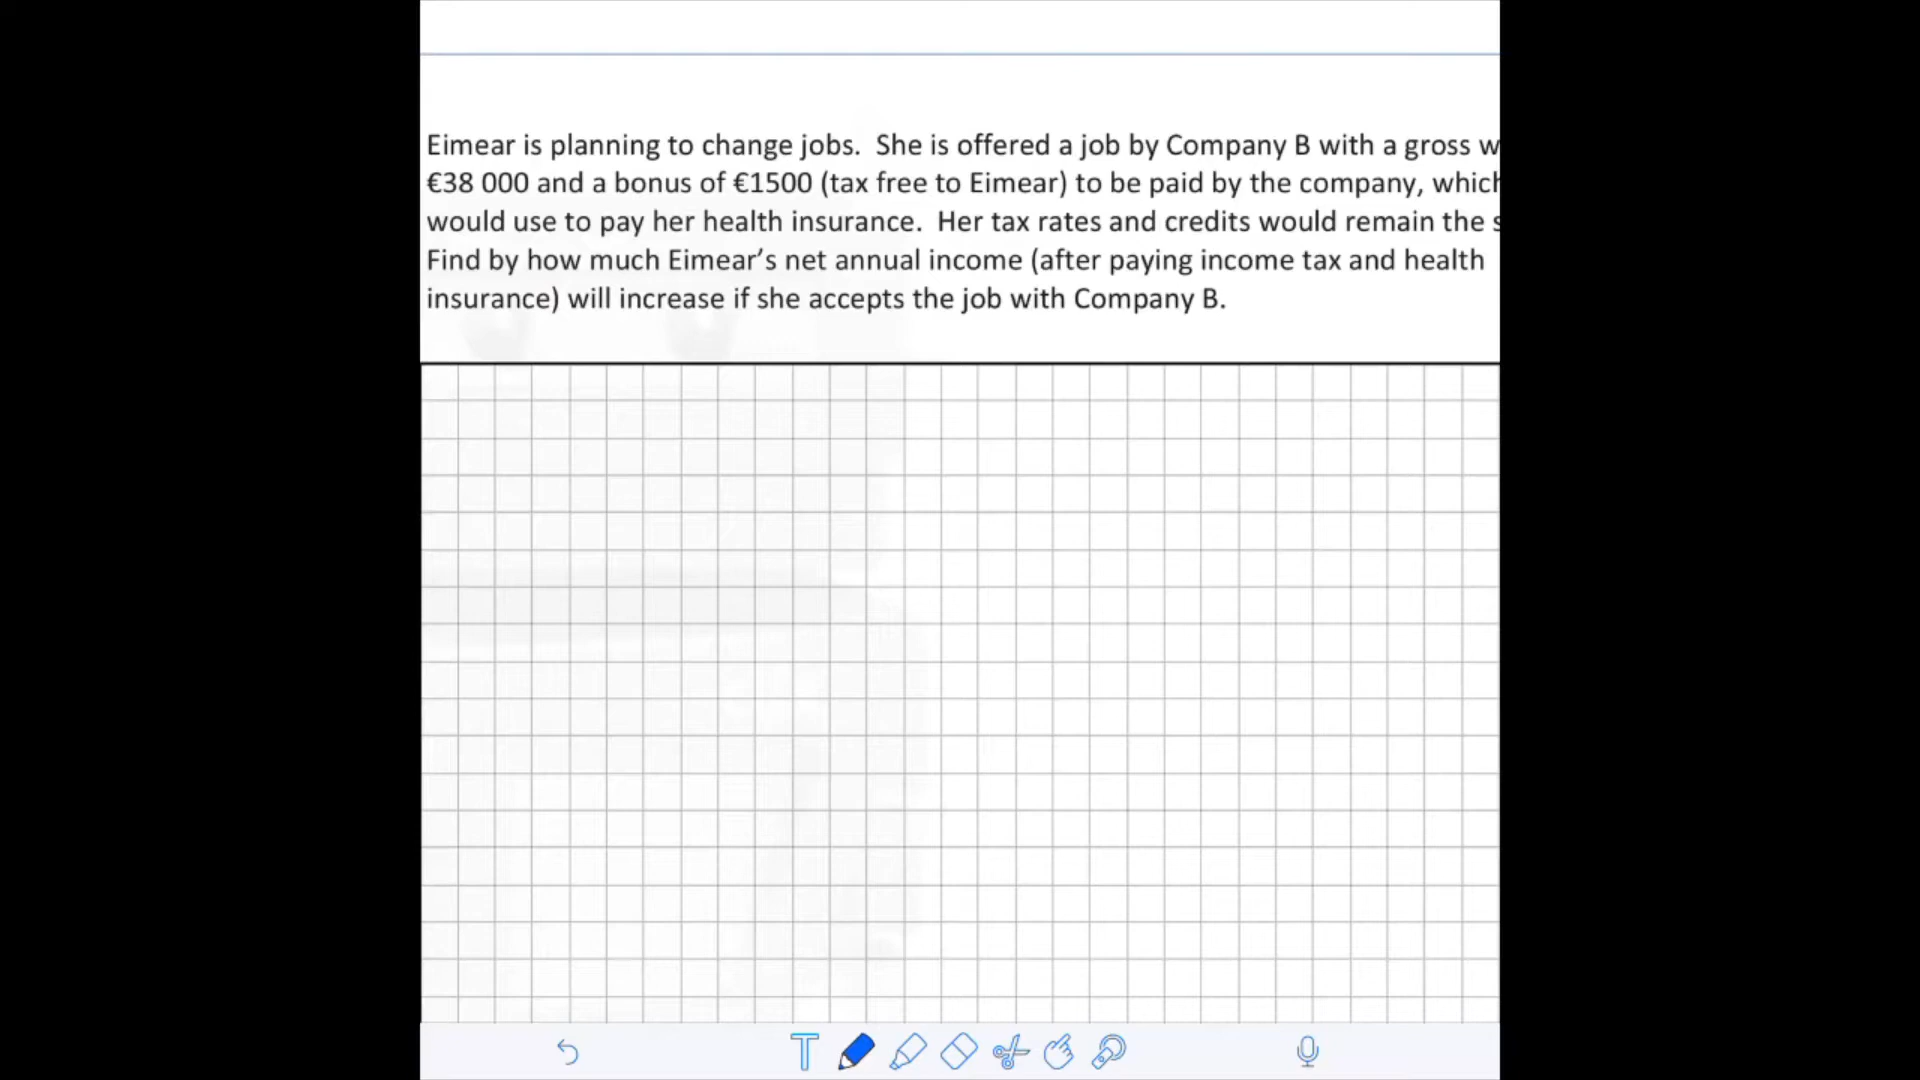 Eimear is planning to change jobs. She is offered a job by Company B with a gross
€38 000 and a bonus of €1500 (tax free to Eimear) to be paid by the company,
would use to pay her health insurance. Her tax rates and credits would remain the
Find by how much Eimear's net annual income (after paying income tax and health
insurance) will increase if she accepts the job with Company B.